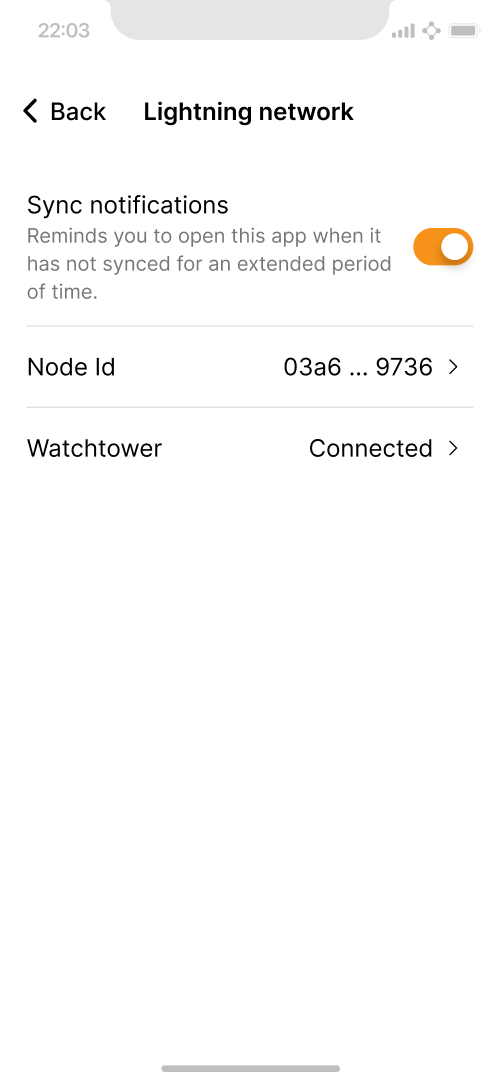 22:03
Back Lightning network
Sync notifications
Reminds you to open this app when it
has not synced for an extended period
of time.
Node Id 03a6 ... 9736
Watchtower Connected